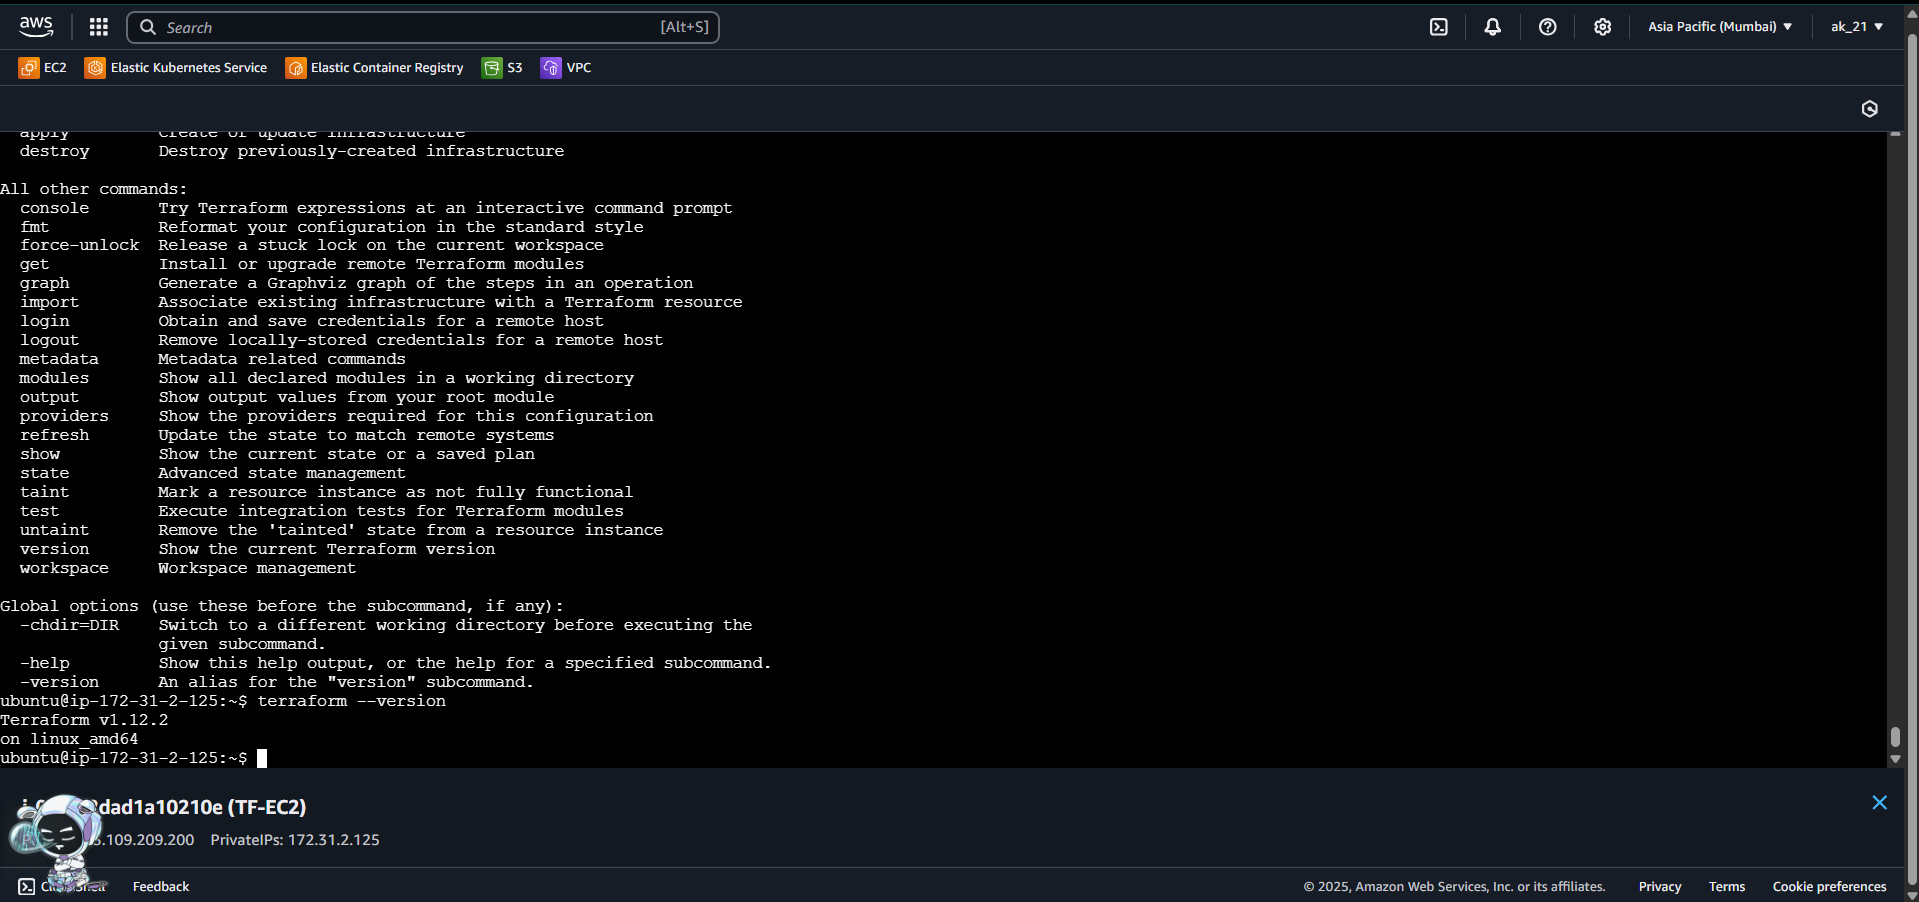 aws
Search [Alt+S]
Asia Pacific (Mumbai)
ak_21
EC2 Elastic Kubernetes Service Elastic Container Registry S3 VPC
apply Create or update infrastructure
destroy Destroy previously-created infrastructure
All other commands:
console Try Terraform expressions at an interactive command prompt
fmt Reformat your configuration in the standard style
force-unlock Release a stuck lock on the current workspace
get Install or upgrade remote Terraform modules
graph Generate a Graphviz graph of the steps in an operation
import Associate existing infrastructure with a Terraform resource
login Obtain and save credentials for a remote host
logout Remove locally-stored credentials for a remote host
metadata Metadata related commands
modules Show all declared modules in a working directory
output Show output values from your root module
providers Show the providers required for this configuration
refresh Update the state to match remote systems
show Show the current state or a saved plan
state Advanced state management
taint Mark a resource instance as not fully functional
test Execute integration tests for Terraform modules
untaint Remove the 'tainted' state from a resource instance
version Show the current Terraform version
workspace Workspace management
Global options (use these before the subcommand, if any):
-chdir=DIR Switch to a different working directory before executing the
given subcommand.
-help Show this help output, or the help for a specified subcommand.
-version An alias for the "version" subcommand.
ubuntu@ip-172-31-2-125:~$ terraform --version
Terraform v1.12.2
on linux_amd64
ubuntu@ip-172-31-2-125:~$
(TF-EC2)
PrivateIPs: 172.31.2.125
Feedback
© 2025, Amazon Web Services, Inc. or its affiliates. Privacy Terms Cookie preferences